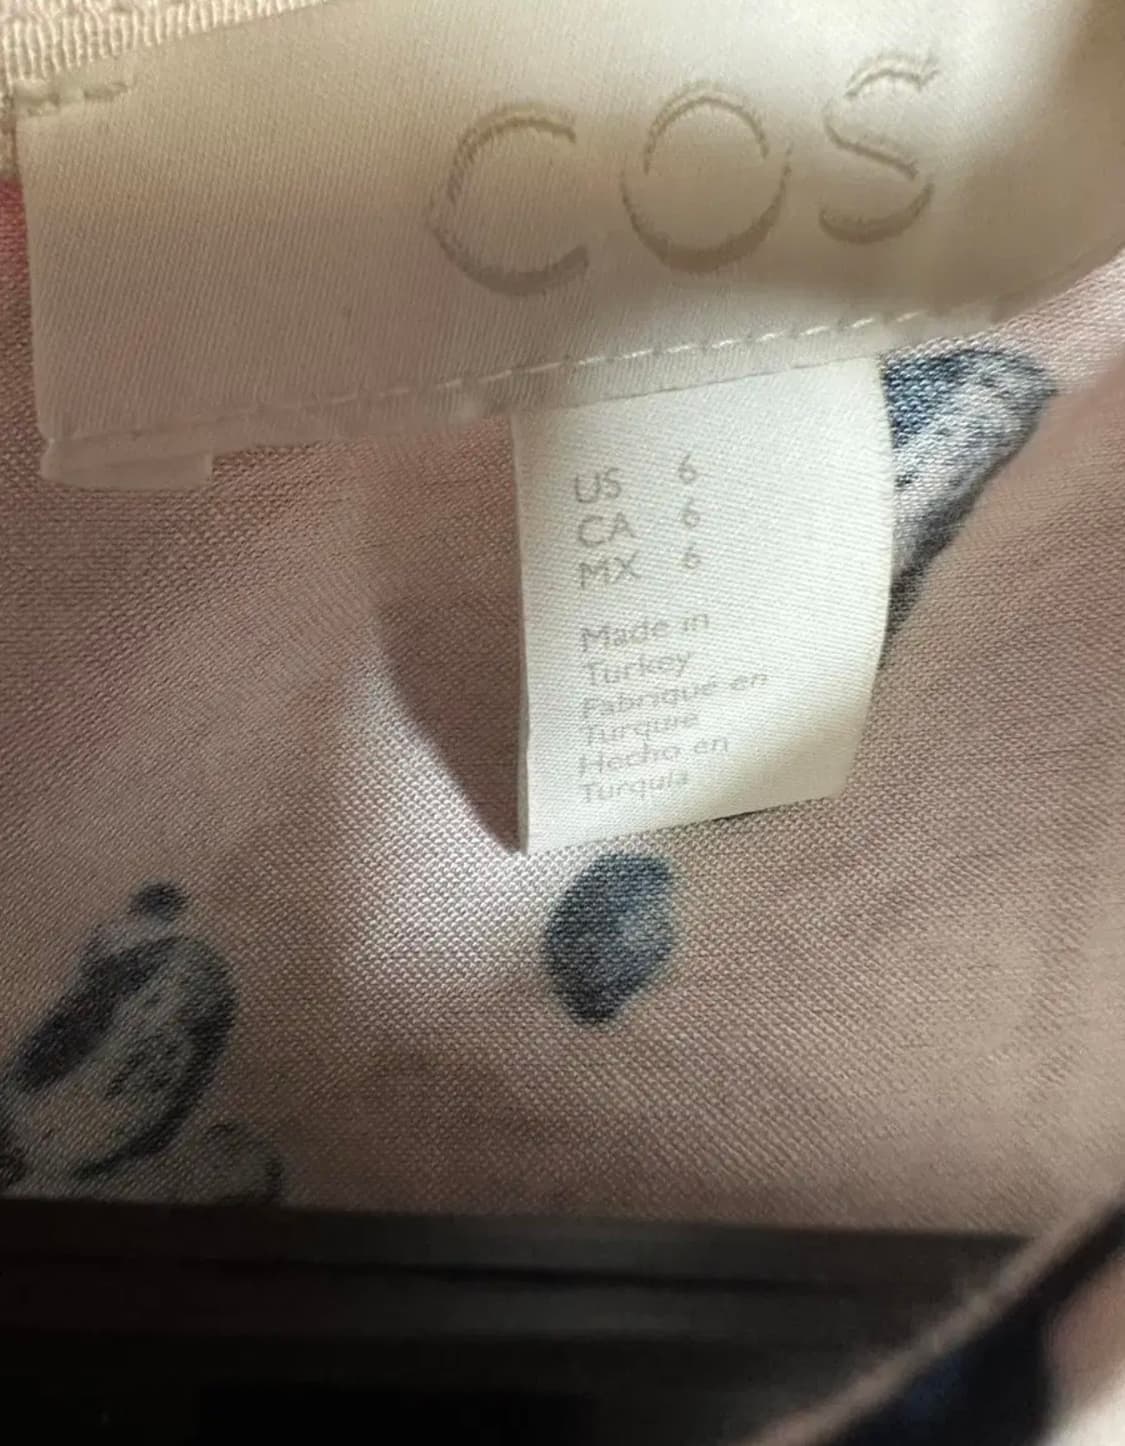 COS
US 6
CA 6
MX 6
Made in
Turkey
Fabriqué en
Turquie
Hecho en
Turquía